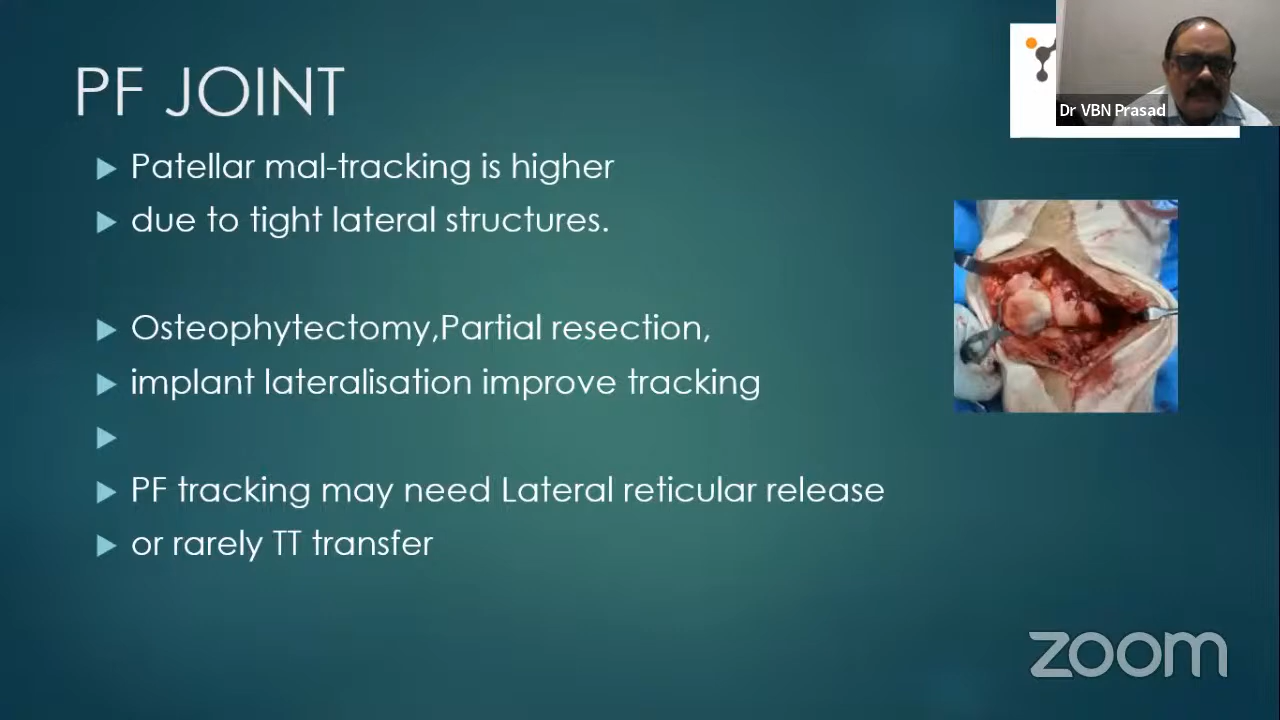 PF JOINT
Patellar mal-tracking is higher
due to tight lateral structures.
Osteophytectomy,Partial resection,
implant lateralisation improve tracking
PF tracking may need Lateral reticular release
or rarely TT transfer
Dr VBN Prasad
zoom